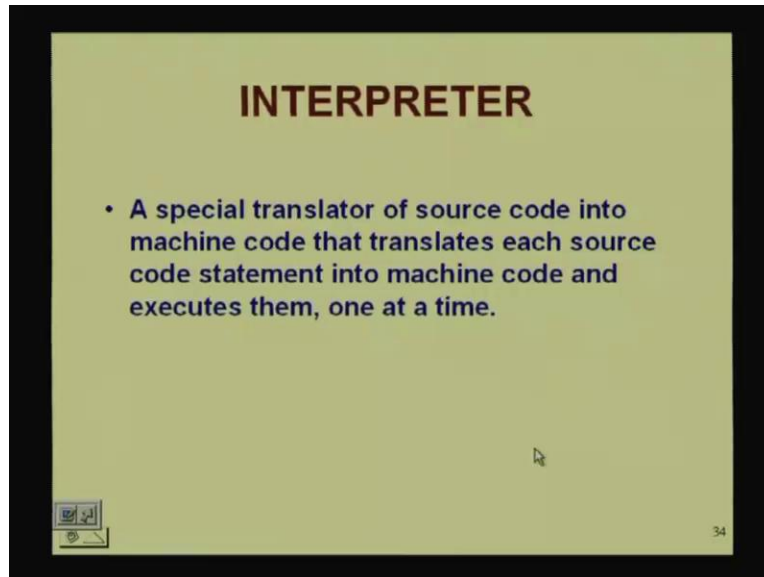 INTERPRETER
• A special translator of source code into
machine code that translates each source
code statement into machine code and
executes them, one at a time.
34